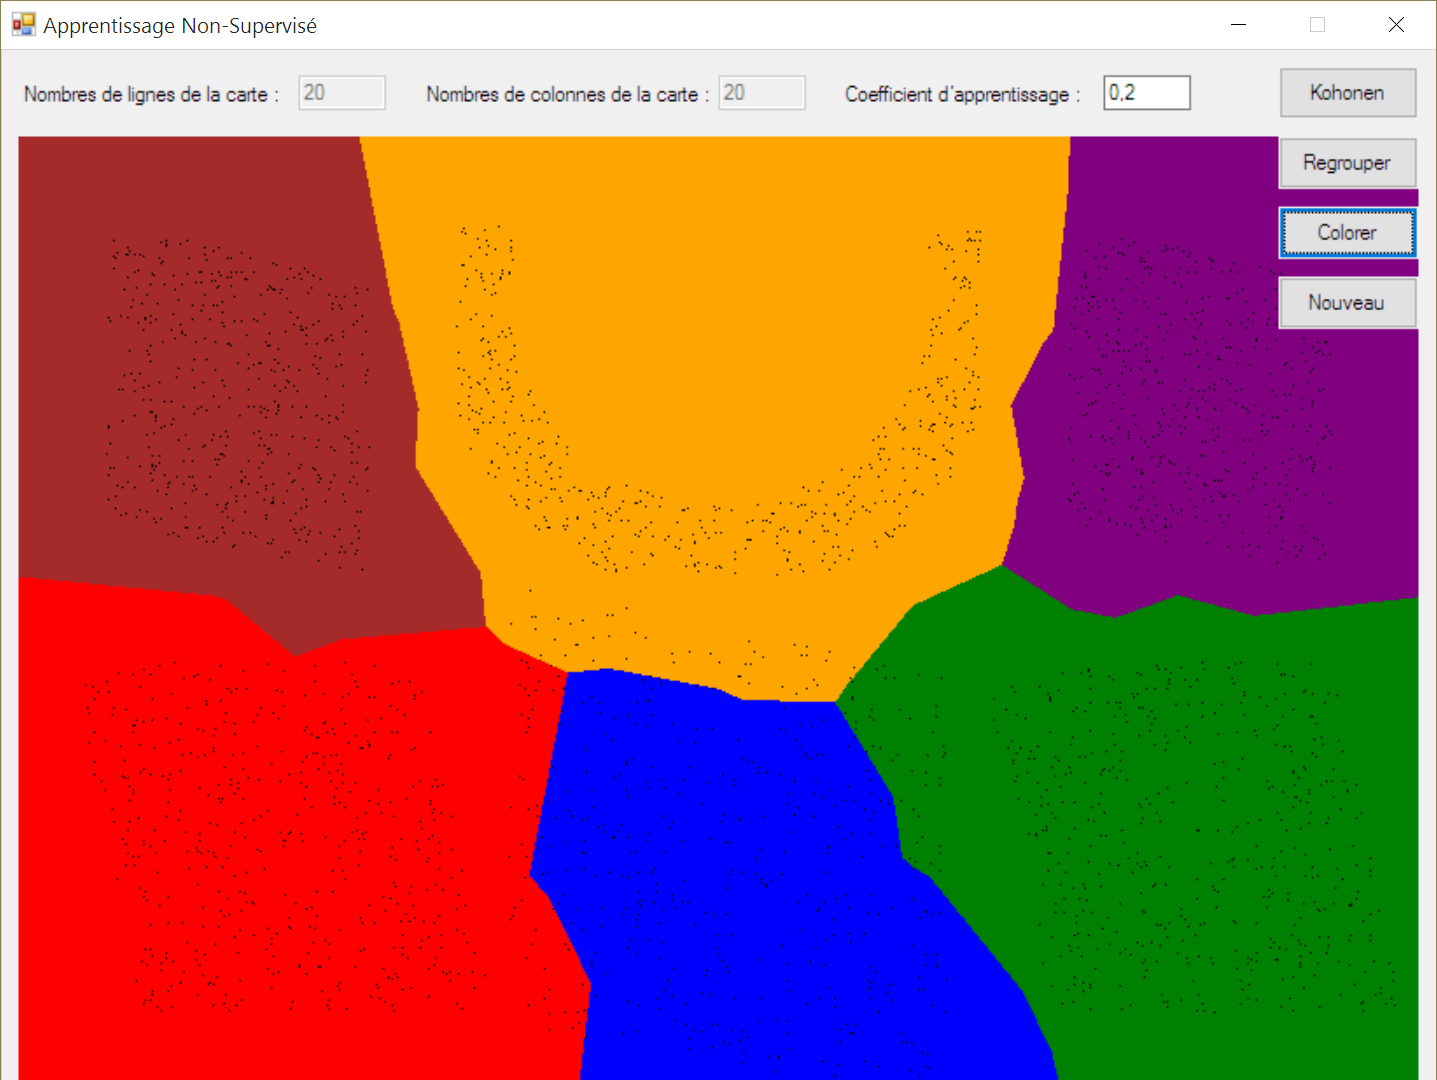 Apprentissage Non-Supervisé
Nombres de lignes de la carte : 20 Nombres de colonnes de la carte : 20 Coefficient d'apprentissage : 0,2 Kohonen
Regrouper
Colorer
Nouveau